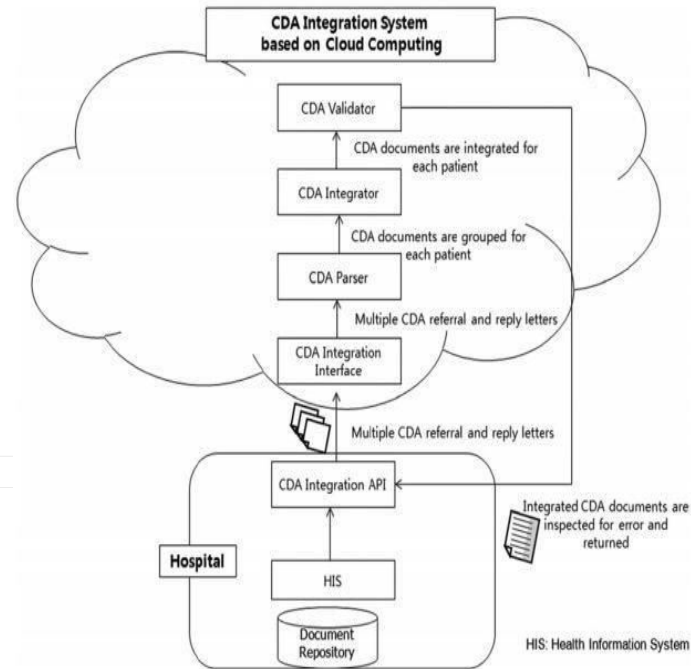 CDA Integration System
based on Cloud Computing
CDA Validator
CDA documents are integrated for
each patient
CDA Integrator
CDA documents are grouped for
each patient
CDA Parser
Multiple CDA referral and reply letters
CDA Integration
Interface
Multiple CDA referral and reply letters
CDA Integration API
Integrated CDA documents are
inspected for error and
returned
Hospital
HIS
Document
Repository
HIS: Health Information System